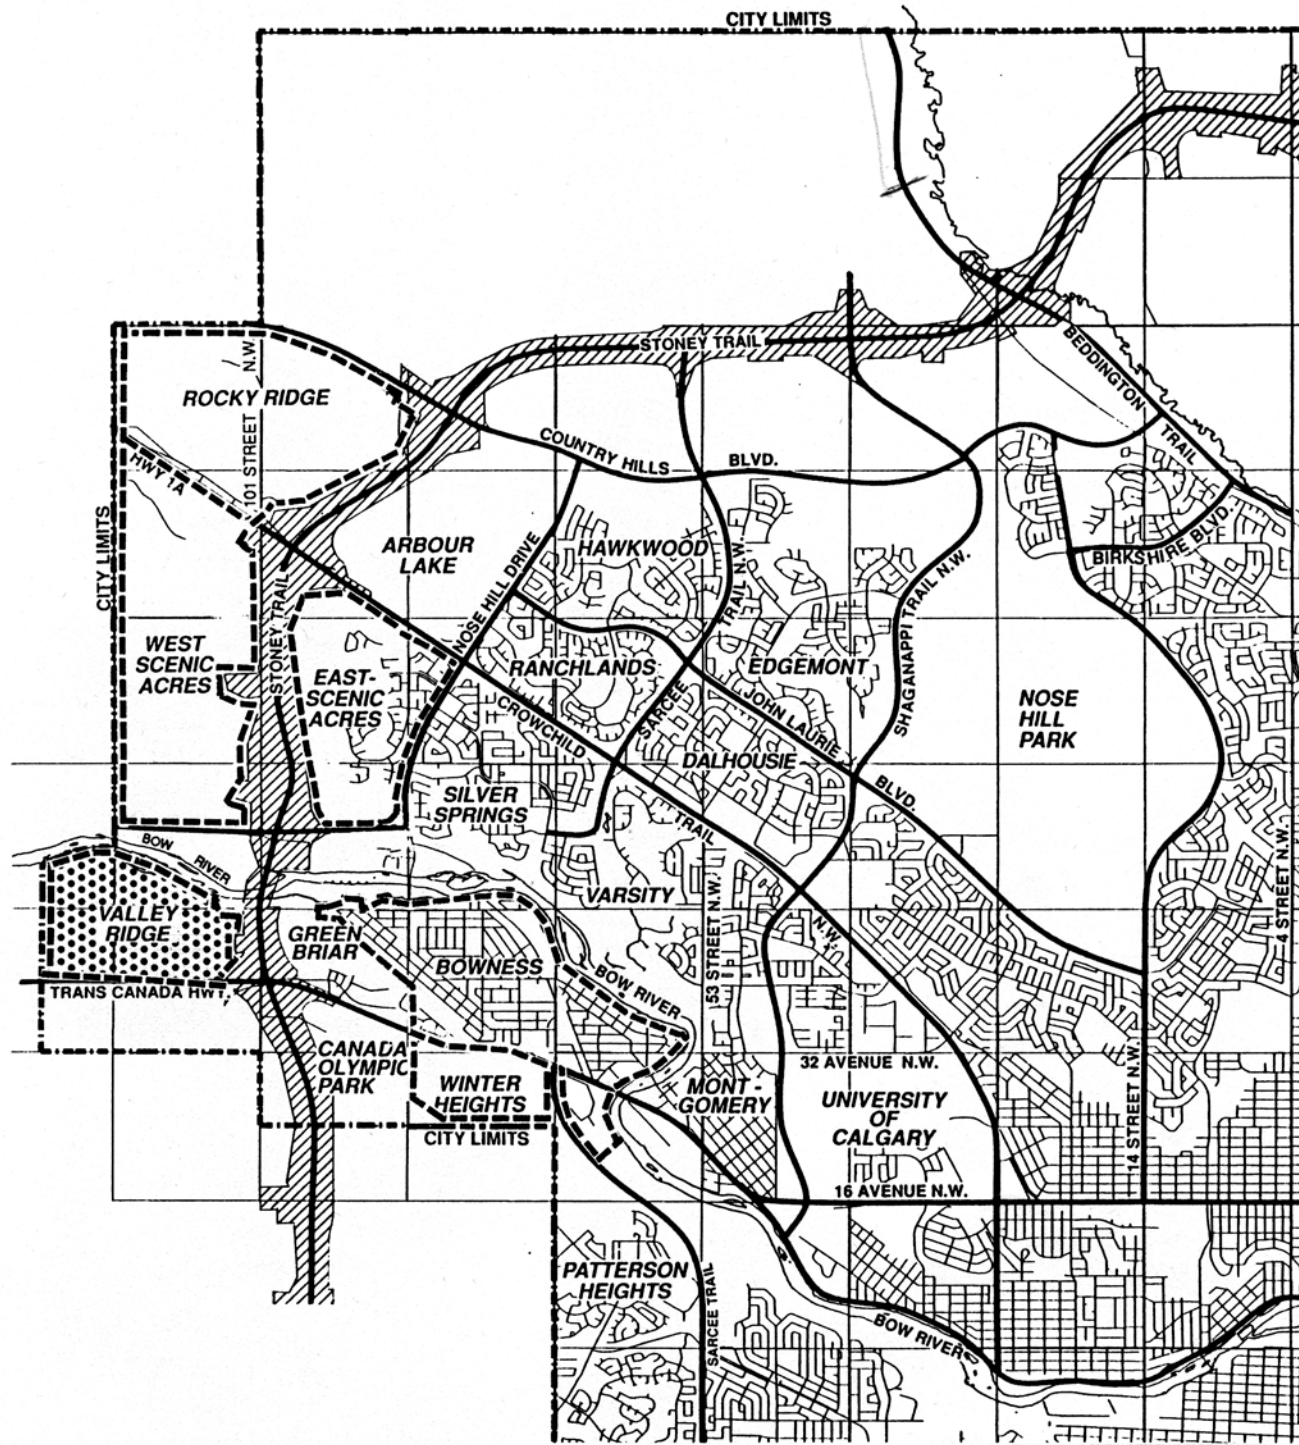 CITY LIMITS
STONEY TRAIL
BEDDINGTON
TRAIL
ROCKY RIDGE
101 STREET N.W.
HWY 1A
COUNTRY HILLS
BLVD.
CITY LIMITS
ARBOUR
LAKE
NOSE HILL DRIVE
HAWKWOOD
TRAIL N.W.
SHAGANAPPI TRAIL N.W.
BIRKSHIRE BLVD.
STONEY TRAIL
WEST
SCENIC
ACRES
EAST-
SCENIC
ACRES
RANCHLANDS
EDGEMONT
SARCEE
CROWCHILD
TRAIL
N.W.
JOHN LAURIE
BLVD.
NOSE
HILL
PARK
DALHOUSIE
SILVER
SPRINGS
BOW
RIVER
VARSITY
53 STREET N.W.
4 STREET N.W.
VALLEY
RIDGE
GREEN
BRIAR
BOWNESS
BOW RIVER
TRANS CANADA HWY.
CANADA
OLYMPIC
PARK
WINTER
HEIGHTS
CITY LIMITS
MONT-
GOMERY
32 AVENUE N.W.
UNIVERSITY
OF
CALGARY
14 STREET N.W.
16 AVENUE N.W.
PATTERSON
HEIGHTS
SARCEE TRAIL
BOW RIVER